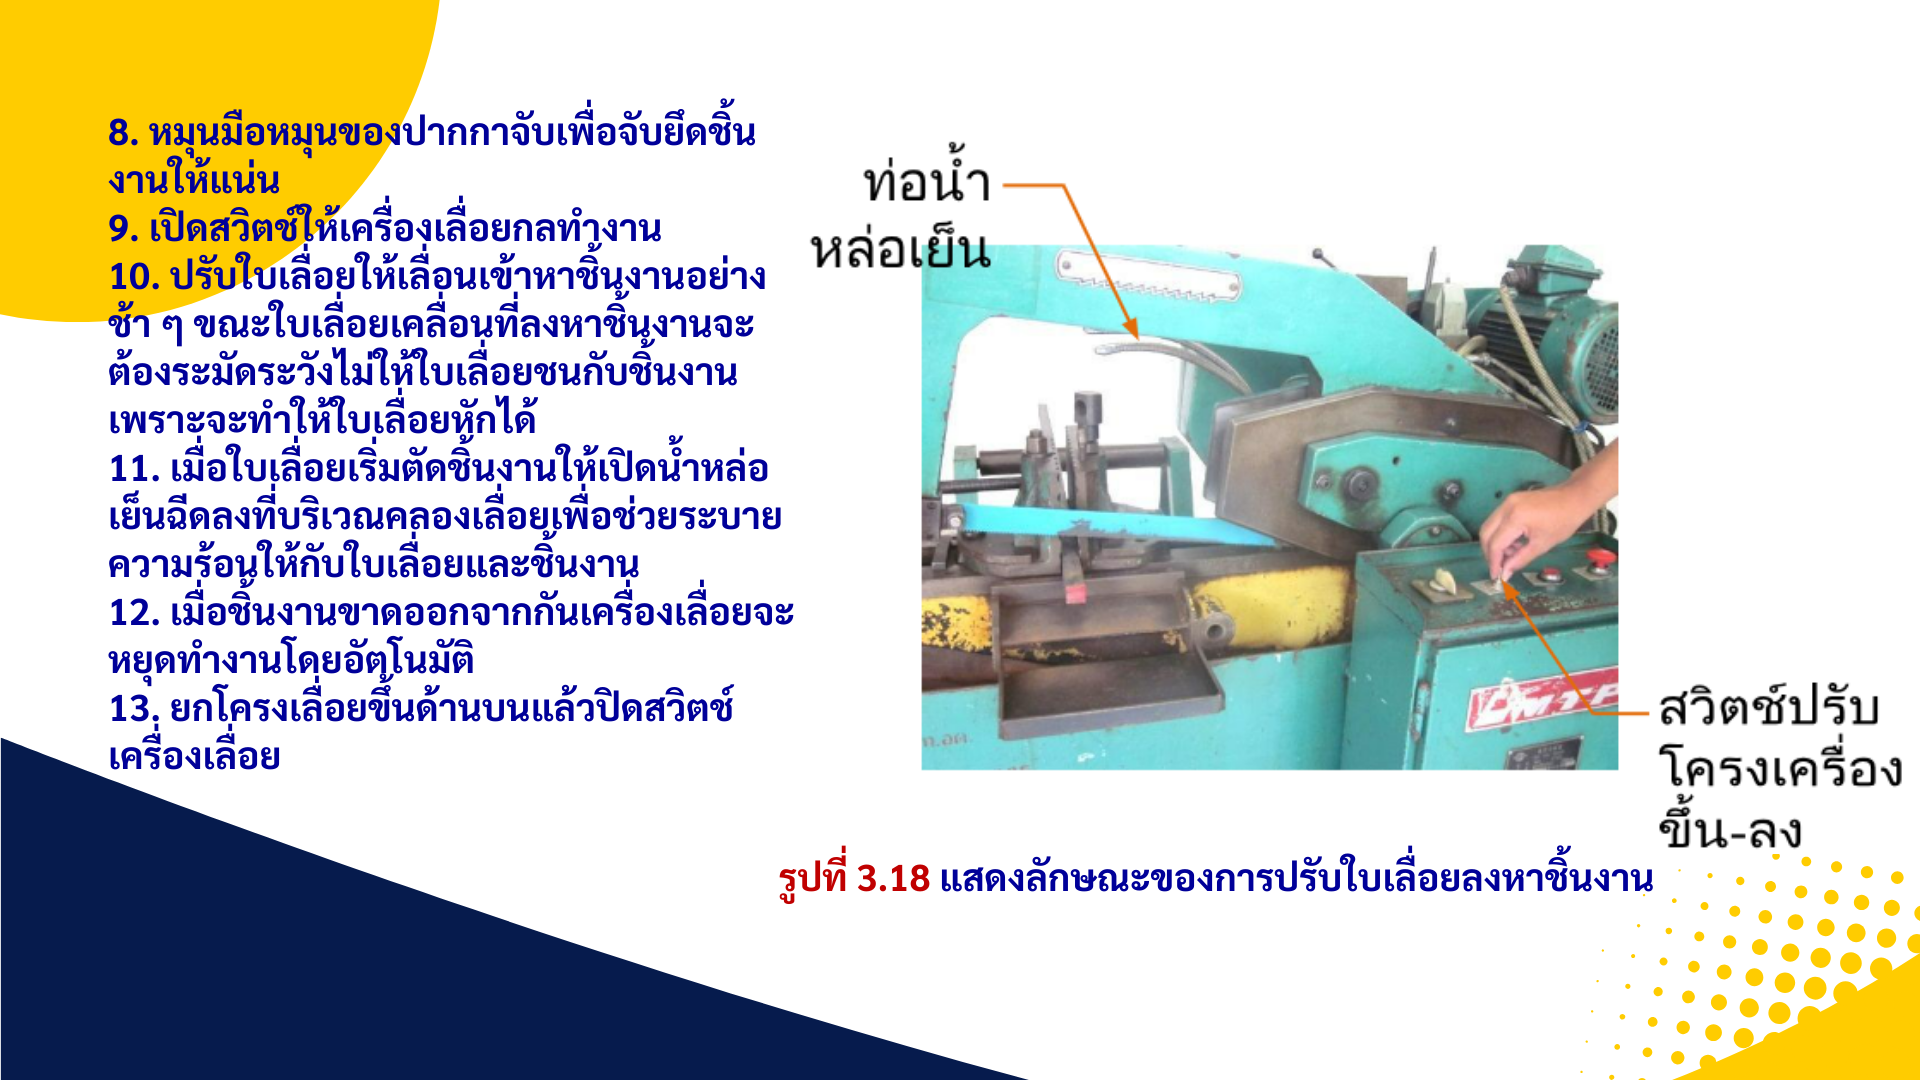 8. หมุนมือหมุนของปากกาจับเพื่อจับยึดชิ้น
งานให้แน่น
9. เปิดสวิตช์ให้เครื่องเลื่อยกลทำงาน
10. ปรับใบเลื่อยให้เลื่อนเข้าหาชิ้นงานอย่าง
ช้า ๆ ขณะใบเลื่อยเคลื่อนที่ลงหาชิ้นงานจะ
ต้องระมัดระวังไม่ให้ใบเลื่อยชนกับชิ้นงาน
เพราะจะทำให้ใบเลื่อยหักได้
11. เมื่อใบเลื่อยเริ่มตัดชิ้นงานให้เปิดน้ำหล่อ
เย็นฉีดลงที่บริเวณคลองเลื่อยเพื่อช่วยระบาย
ความร้อนให้กับใบเลื่อยและชิ้นงาน
12. เมื่อชิ้นงานขาดออกจากกันเครื่องเลื่อยจะ
หยุดทำงานโดยอัตโนมัติ
13. ยกโครงเลื่อยขึ้นด้านบนแล้วปิดสวิตช์
เครื่องเลื่อย
ท่อน้ำ
หล่อเย็น
สวิตช์ปรับ
โครงเครื่อง
ขึ้น-ลง
รูปที่ 3.18 แสดงลักษณะของการปรับใบเลื่อยลงหาชิ้นงาน